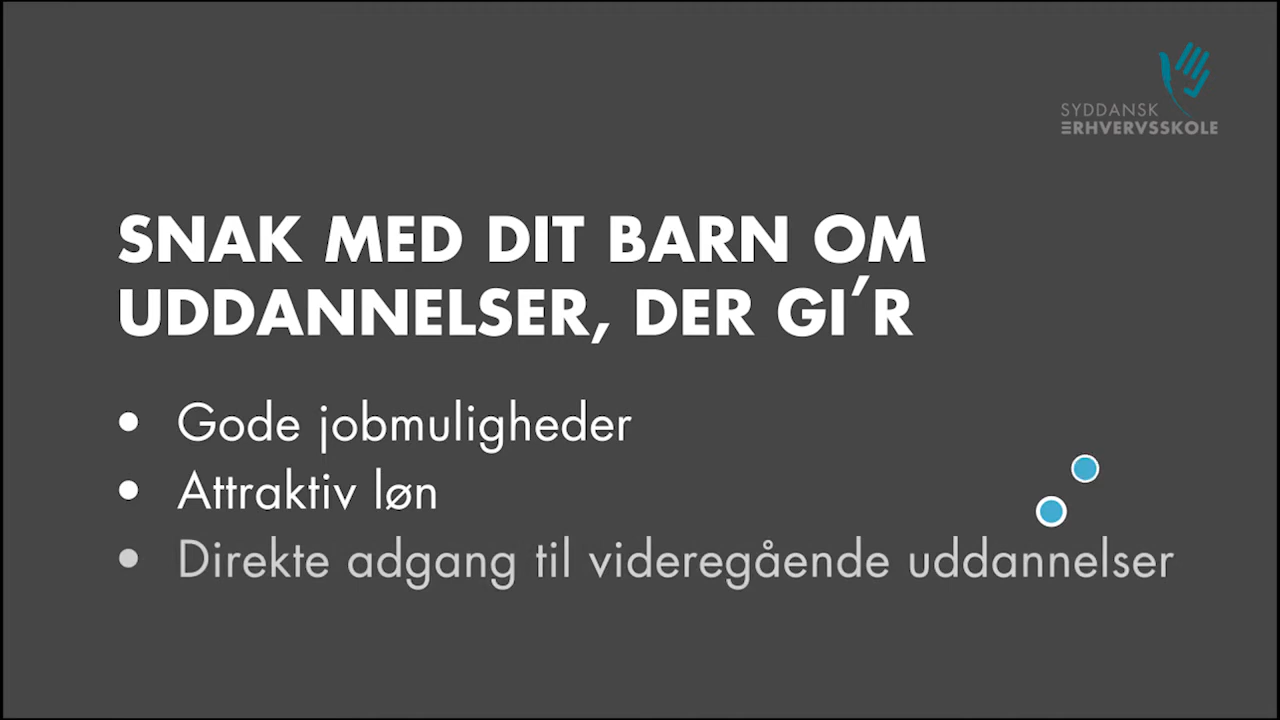 SYDDANSK
ERHVERVSSKOLE
SNAK MED DIT BARN OM
UDDANNELSER, DER GI´R
• Gode jobmuligheder
• Attraktiv løn
• Direkte adgang til videregående uddannelser